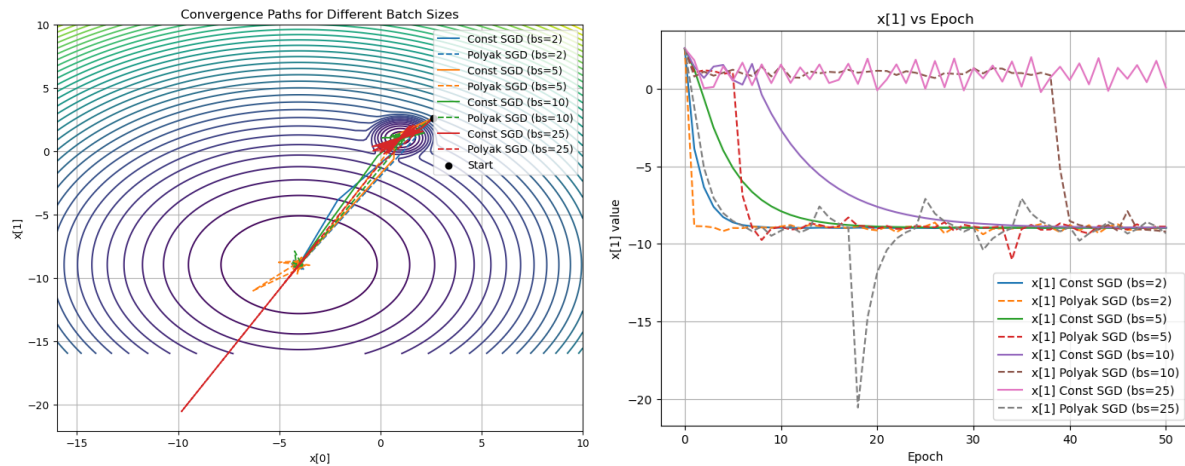 Convergence Paths for Different Batch Sizes
10
5
0
−5
−10
−15
−20
x[1]
Const SGD (bs=2)
Polyak SGD (bs=2)
Const SGD (bs=5)
Polyak SGD (bs=5)
Const SGD (bs=10)
Polyak SGD (bs=10)
Const SGD (bs=25)
Polyak SGD (bs=25)
Start
−15
−10
−5
0
5
10
x[0]
x[1] vs Epoch
0
−5
−10
−15
−20
x[1] value
x[1] Const SGD (bs=2)
x[1] Polyak SGD (bs=2)
x[1] Const SGD (bs=5)
x[1] Polyak SGD (bs=5)
x[1] Const SGD (bs=10)
x[1] Polyak SGD (bs=10)
x[1] Const SGD (bs=25)
x[1] Polyak SGD (bs=25)
0
10
20
30
40
50
Epoch